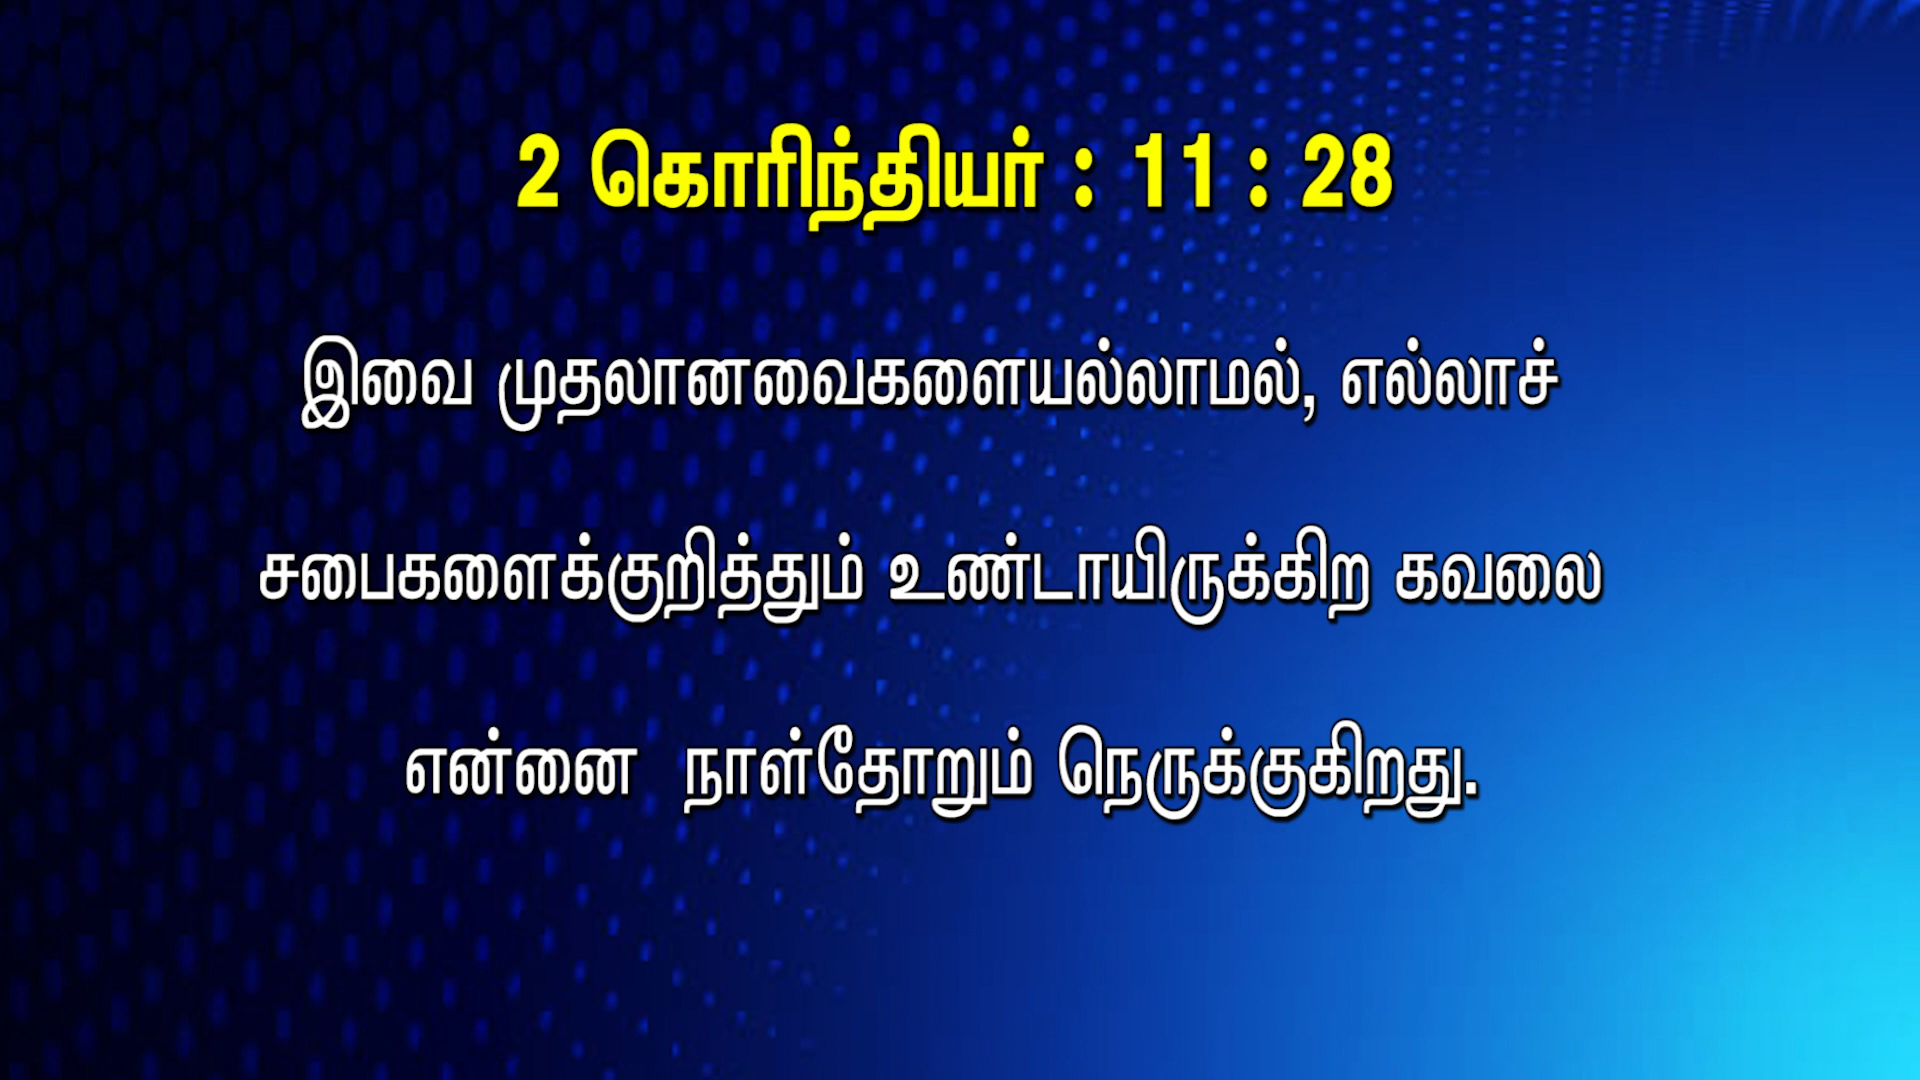 2 கொரிந்தியர் : 11 : 28
இவை முதலானவைகளையல்லாமல், எல்லாச்
சபைகளைக்குறித்தும் உண்டாயிருக்கிற கவலை
என்னை நாள்தோறும் நெருக்குகிறது.